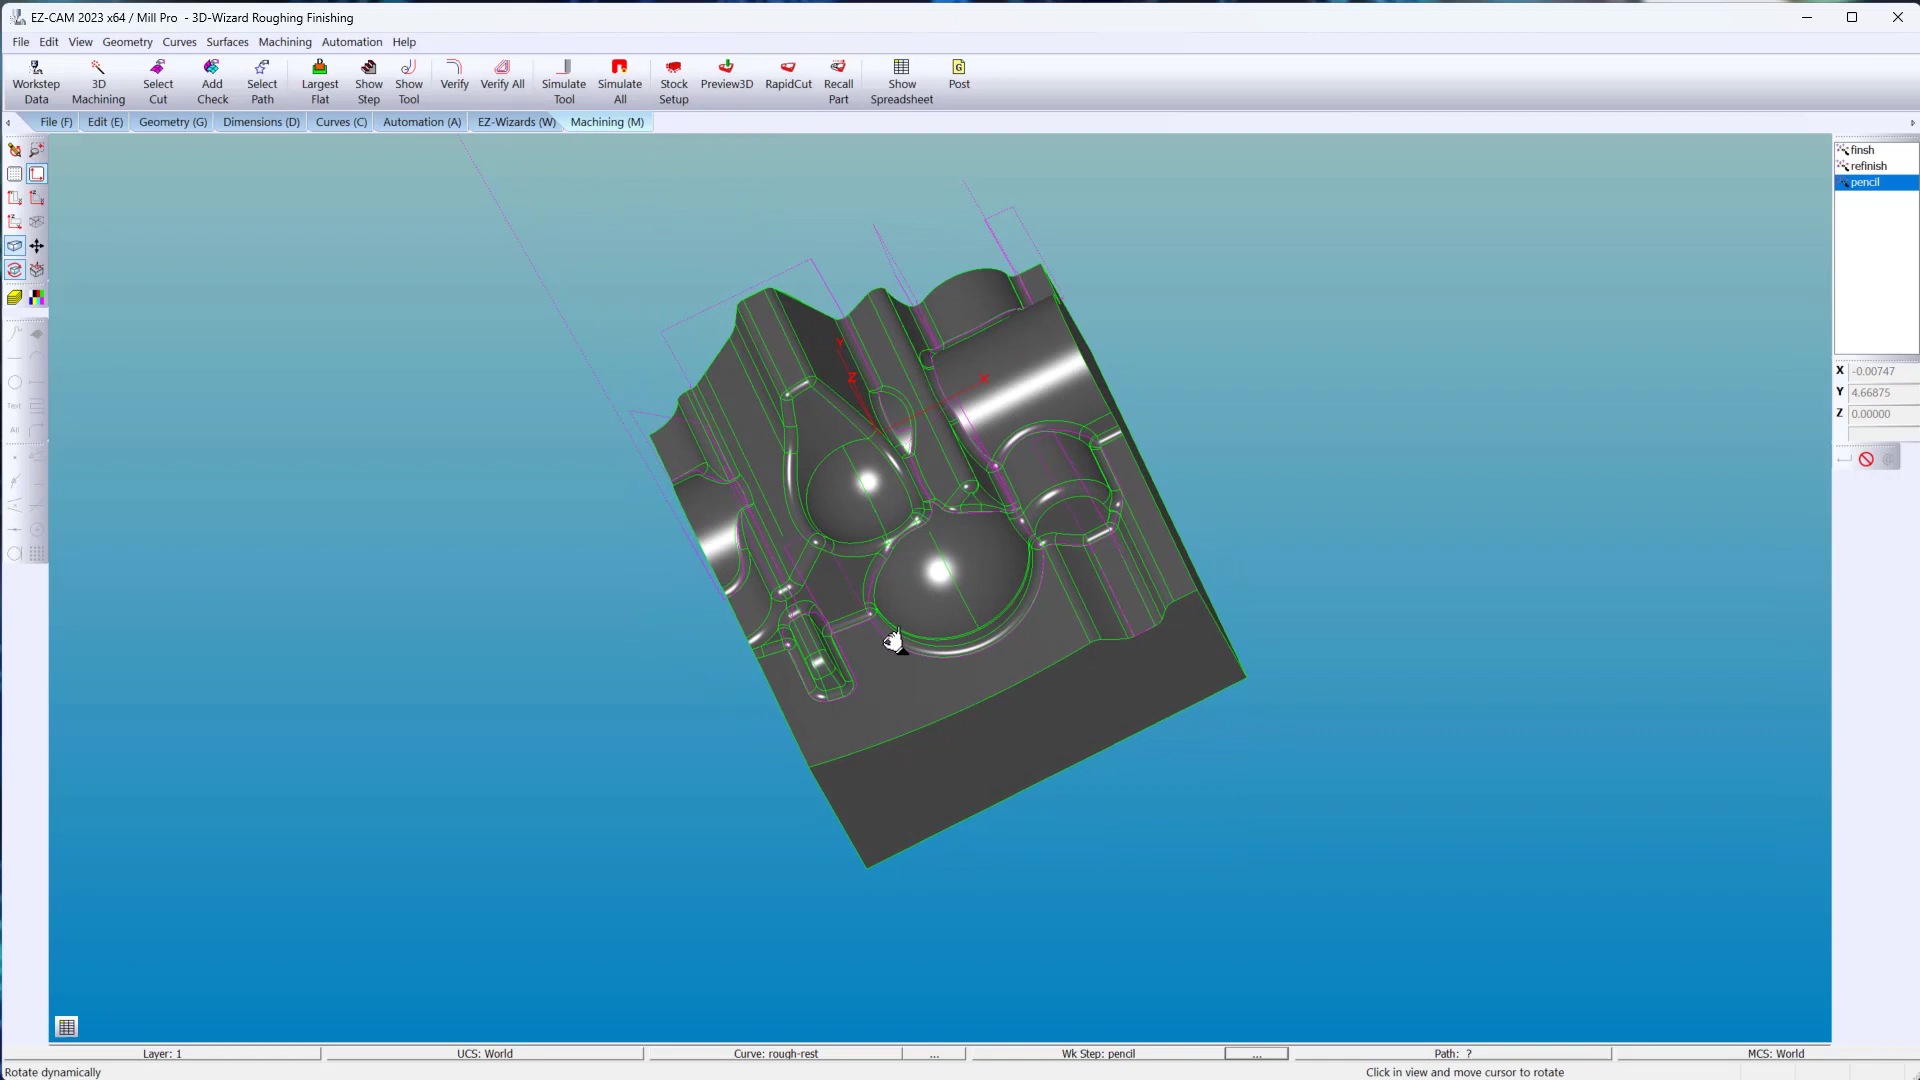 EZ-CAM 2023 x64 / Mill Pro - 3D-Wizard Roughing Finishing
File Edit View Geometry Curves Surfaces Machining Automation Help
Workstep Data
3D Machining
Select Cut
Add Check
Select Path
Largest Flat
Show Step
Show Tool
Verify
Verify All
Simulate Tool
Simulate All
Stock Setup
Preview3D
RapidCut
Recall Part
Show Spreadsheet
Post
File (F) Edit (E) Geometry (G) Dimensions (D) Curves (C) Automation (A) EZ-Wizards (W) Machining (M)
finsh
refinish
pencil
X -0.00747
Y 4.66875
Z 0.00000
Text
All
Y
Z
X
Layer: 1 UCS: World Curve: rough-rest ... Wk Step: pencil ... Path: ? MCS: World
Rotate dynamically Click in view and move cursor to rotate